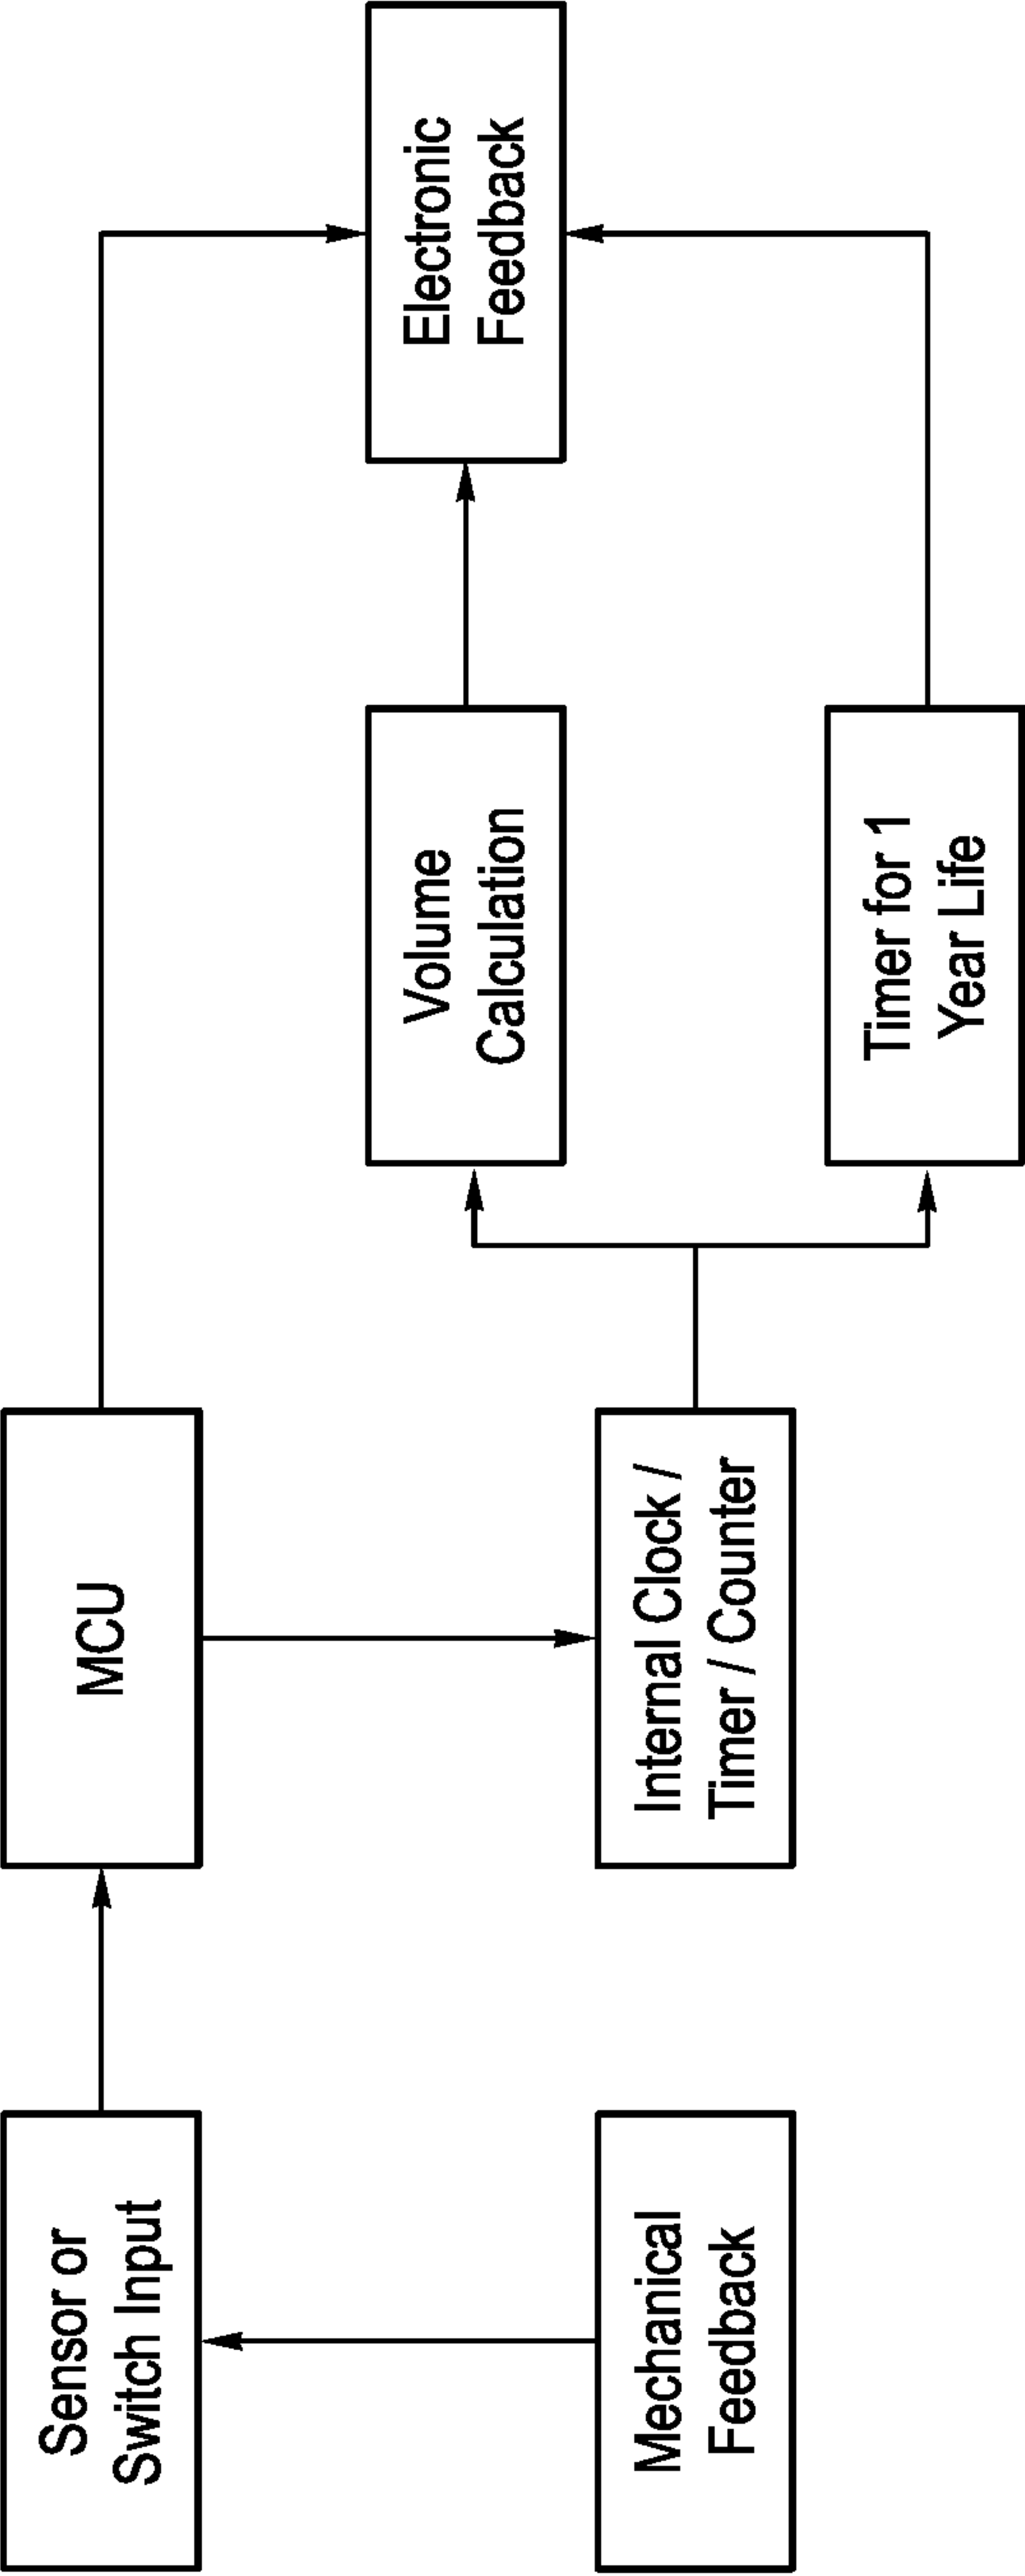 Sensor or
Switch Input
MCU
Mechanical
Feedback
Internal Clock /
Timer / Counter
Volume
Calculation
Timer for 1
Year Life
Electronic
Feedback